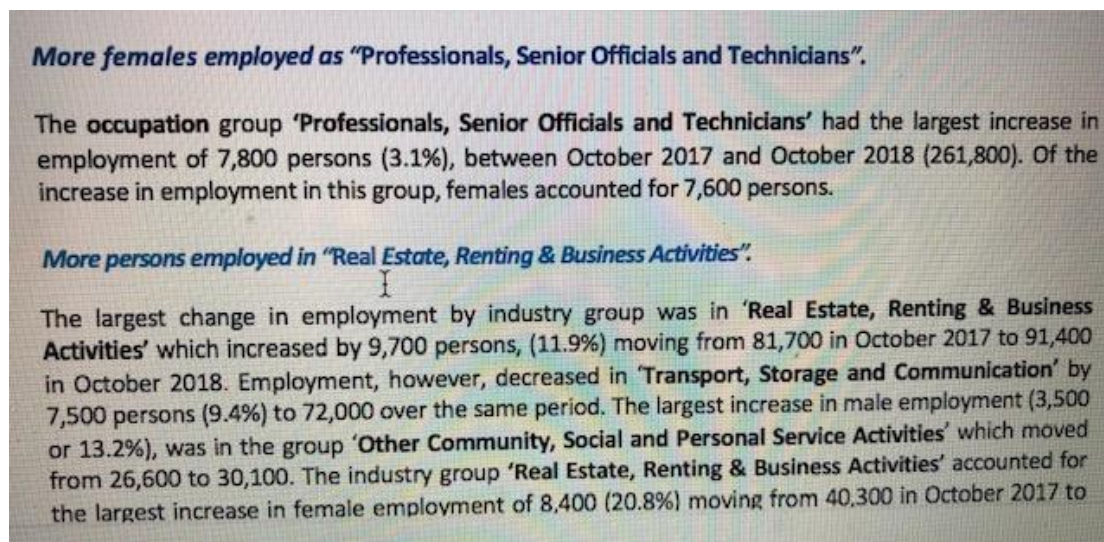 More females employed as “Professionals, Senior Officials and Technicians”.
The occupation group ‘Professionals, Senior Officials and Technicians’ had the largest increase in
employment of 7,800 persons (3.1%), between October 2017 and October 2018 (261,800). Of the
increase in employment in this group, females accounted for 7,600 persons.
More persons employed in “Real Estate, Renting & Business Activities”.
The largest change in employment by industry group was in ‘Real Estate, Renting & Business
Activities’ which increased by 9,700 persons, (11.9%) moving from 81,700 in October 2017 to 91,400
in October 2018. Employment, however, decreased in ‘Transport, Storage and Communication’ by
7,500 persons (9.4%) to 72,000 over the same period. The largest increase in male employment (3,500
or 13.2%), was in the group ‘Other Community, Social and Personal Service Activities’ which moved
from 26,600 to 30,100. The industry group ‘Real Estate, Renting & Business Activities’ accounted for
the largest increase in female employment of 8,400 (20.8%) moving from 40,300 in October 2017 to